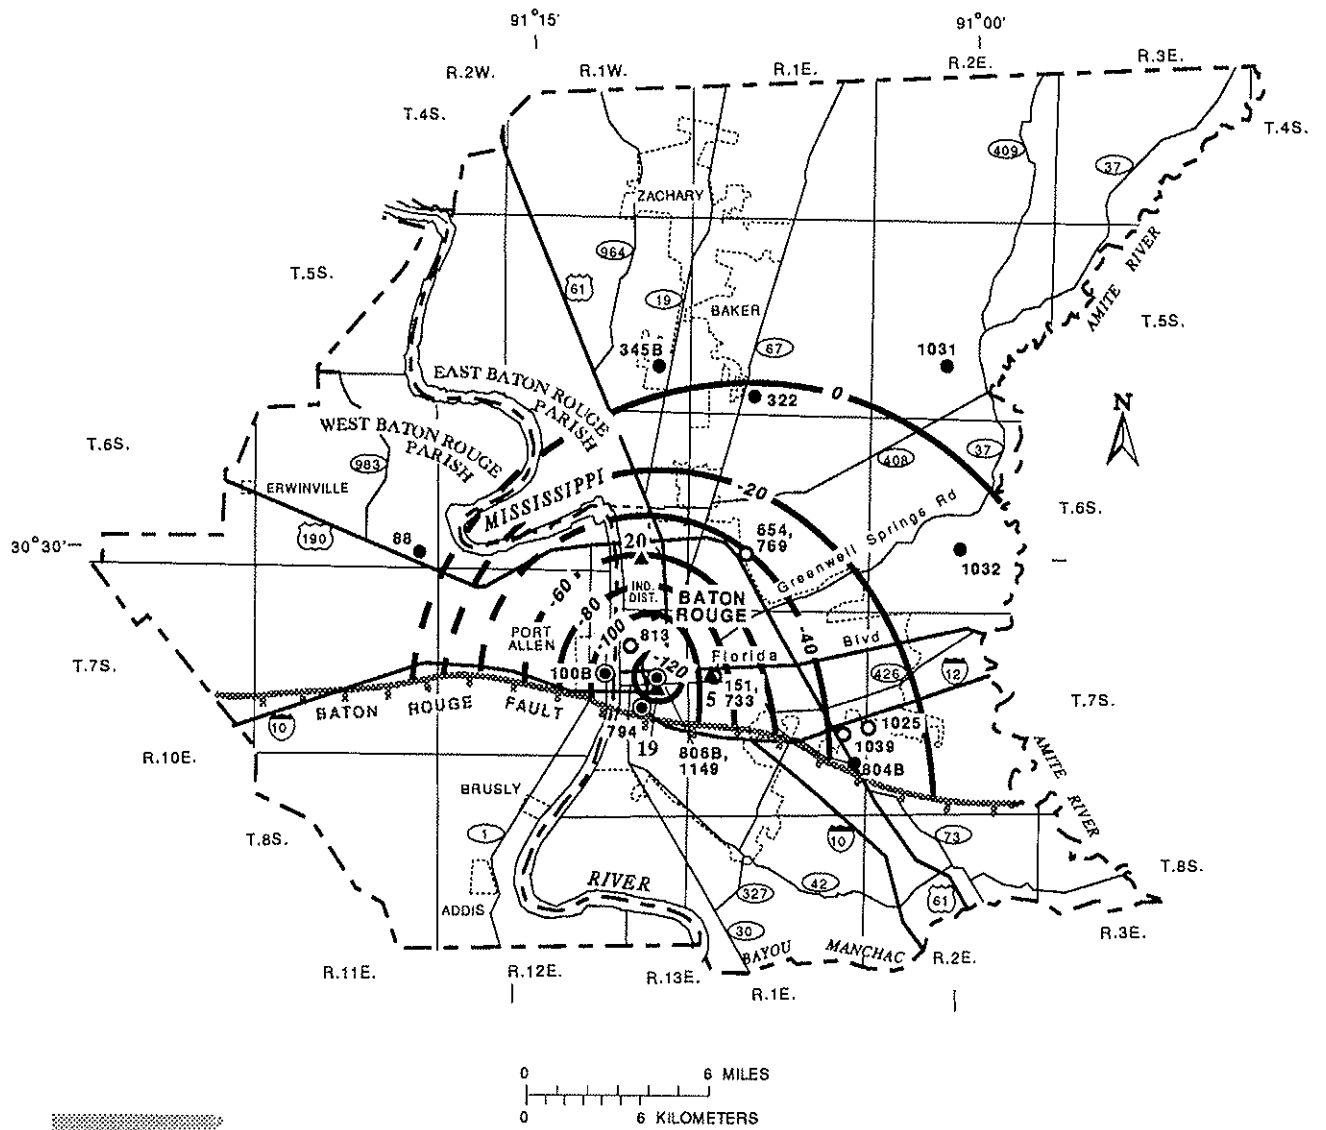 91°15'
91°00'
R.2W.
R.1W.
R.1E.
R.2E.
R.3E.
T.4S.
T.4S.
409
37
ZACHARY
964
T.5S.
61
19
BAKER
AMITE RIVER
T.5S.
345B
67
1031
EAST BATON ROUGE
PARISH
0
322
N
WEST BATON ROUGE
PARISH
T.6S.
983
408
37
ERWINVILLE
MISSISSIPPI
-20
T.6S.
190
88
654,
769
Greenwell Springs Rd
30°30'
20
1032
-60
IND.
DIST.
-80
BATON
ROUGE
-40
PORT
ALLEN
-100
813
Florida
Blvd
T.7S.
100B
-120
151,
733
5
426
12
T.7S.
BATON ROUGE FAULT
10
794
19
806B,
1149
1025
1039
804B
R.10E.
AMITE RIVER
BRUSLY
T.8S.
1
10
73
T.8S.
RIVER
327
42
61
ADDIS
30
BAYOU MANCHAC
R.3E.
R.11E.
R.12E.
R.13E.
R.1E.
R.2E.
0 6 MILES
0 6 KILOMETERS